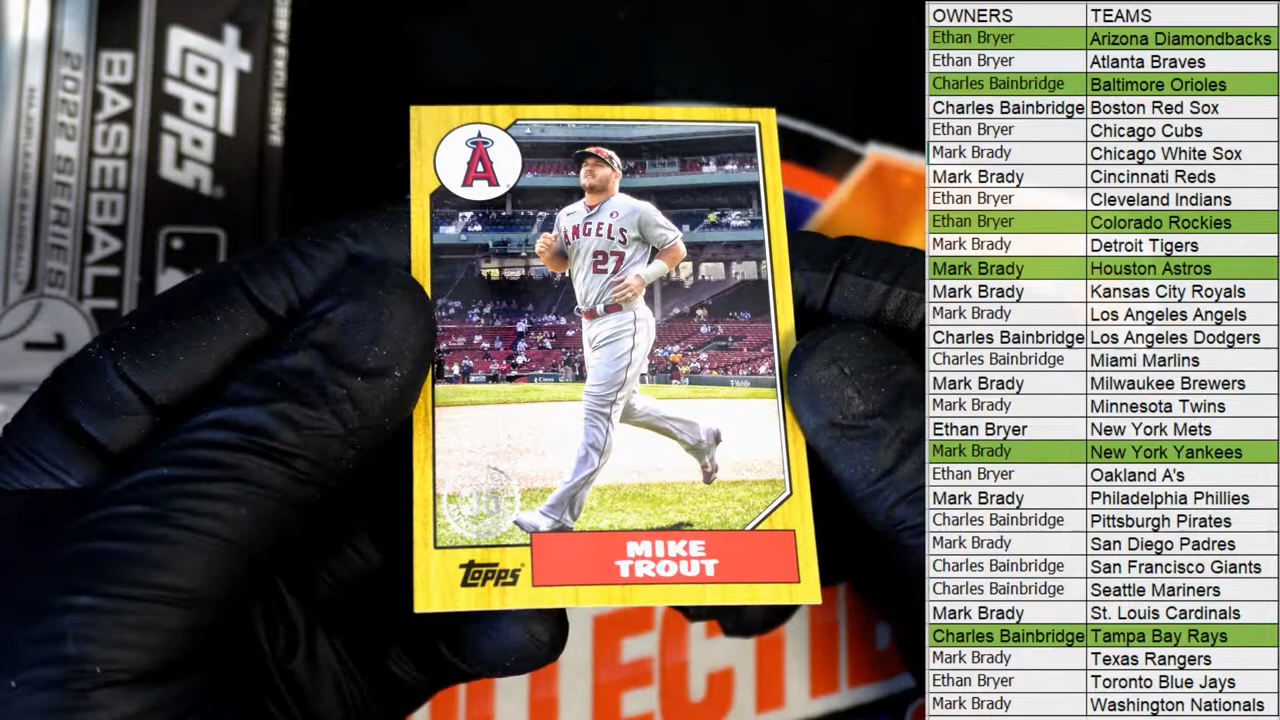 HOBBY EXCLUSIVE
Topps
BASEBALL
2022 SERIES
1
A
ANGELS
27
35
MIKE
TROUT
Topps
T Mobile
OWNERS TEAMS
Ethan Bryer Arizona Diamondbacks
Ethan Bryer Atlanta Braves
Charles Bainbridge Baltimore Orioles
Charles Bainbridge Boston Red Sox
Ethan Bryer Chicago Cubs
Mark Brady Chicago White Sox
Mark Brady Cincinnati Reds
Ethan Bryer Cleveland Indians
Ethan Bryer Colorado Rockies
Mark Brady Detroit Tigers
Mark Brady Houston Astros
Mark Brady Kansas City Royals
Mark Brady Los Angeles Angels
Charles Bainbridge Los Angeles Dodgers
Charles Bainbridge Miami Marlins
Mark Brady Milwaukee Brewers
Mark Brady Minnesota Twins
Ethan Bryer New York Mets
Mark Brady New York Yankees
Ethan Bryer Oakland A's
Mark Brady Philadelphia Phillies
Charles Bainbridge Pittsburgh Pirates
Mark Brady San Diego Padres
Charles Bainbridge San Francisco Giants
Charles Bainbridge Seattle Mariners
Mark Brady St. Louis Cardinals
Charles Bainbridge Tampa Bay Rays
Mark Brady Texas Rangers
Ethan Bryer Toronto Blue Jays
Mark Brady Washington Nationals